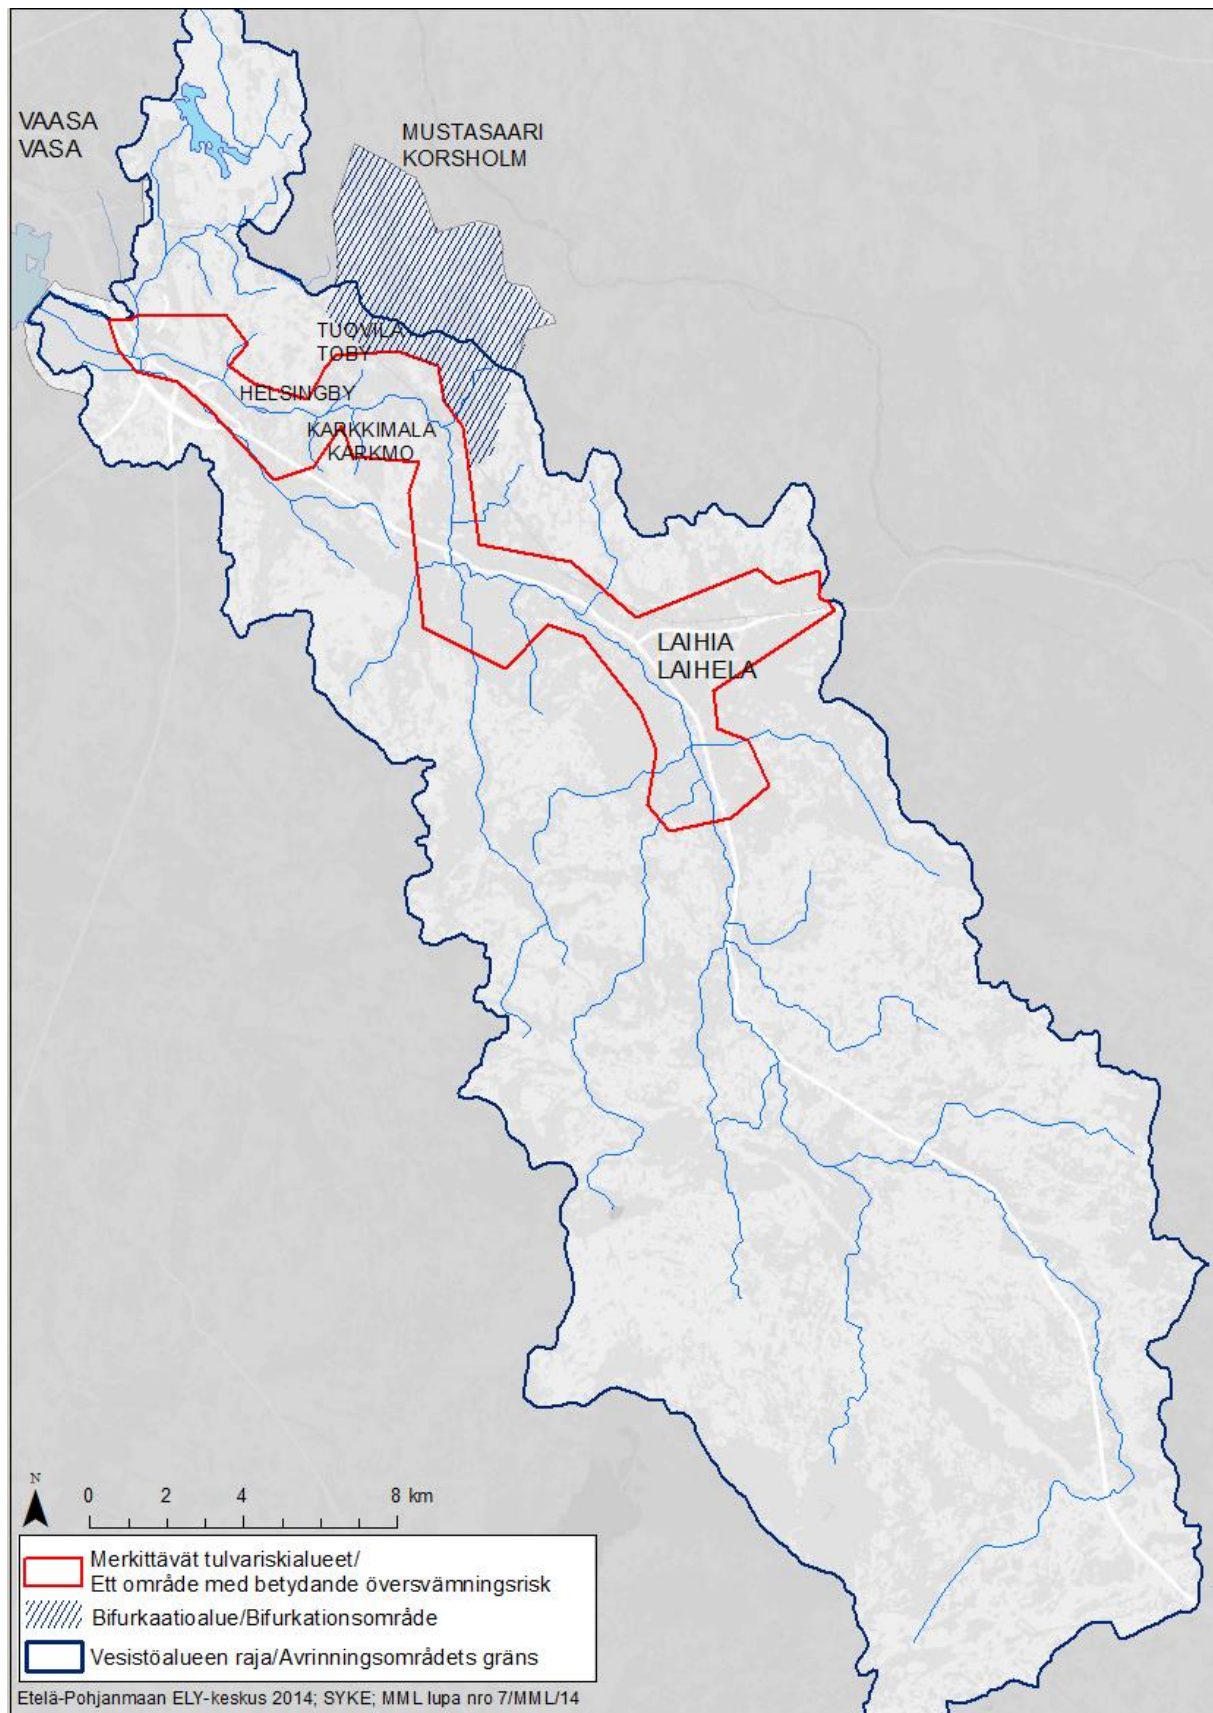 VAASA
VASA
MUSTASAARI
KORSHOLM
TUOVILA
TOBY
HELSINGBY
KARKKIMALA
KARKMO
LAIHIA
LAIHELA
N
0 2 4 8 km
Merkittävät tulvariskialueet/
Ett område med betydande översvämningsrisk
Bifurkaatioalue/Bifurkationsområde
Vesistöalueen raja/Avrinningsområdets gräns
Etelä-Pohjanmaan ELY-keskus 2014; SYKE; MML lupa nro 7/MML/14